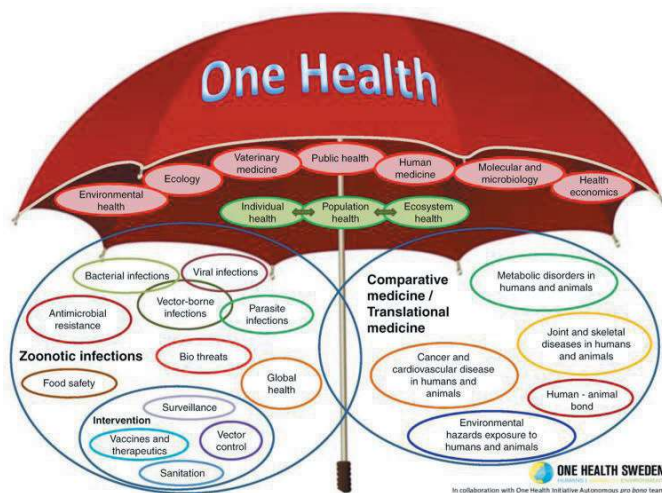 One Health
Environmental
health
Ecology
Vaterinary
medicine
Public health
Human
medicine
Molecular and
microbiology
Health
economics
Individual
health
Population
health
Ecosystem
health
Bacterial infections
Viral infections
Vector-borne
infections
Parasite
infections
Antimicrobial
resistance
Zoonotic infections
Bio threats
Food safety
Global
health
Surveillance
Intervention
Vaccines and
therapeutics
Vector
control
Sanitation
Comparative
medicine /
Translational
medicine
Metabolic disorders in
humans and animals
Joint and skeletal
diseases in humans
and animals
Cancer and
cardiovascular disease
in humans and
animals
Human - animal
bond
Environmental
hazards exposure to
humans and animals
ONE HEALTH SWEDEN
In collaboration with One Health Initiative Autonomous pro bono team